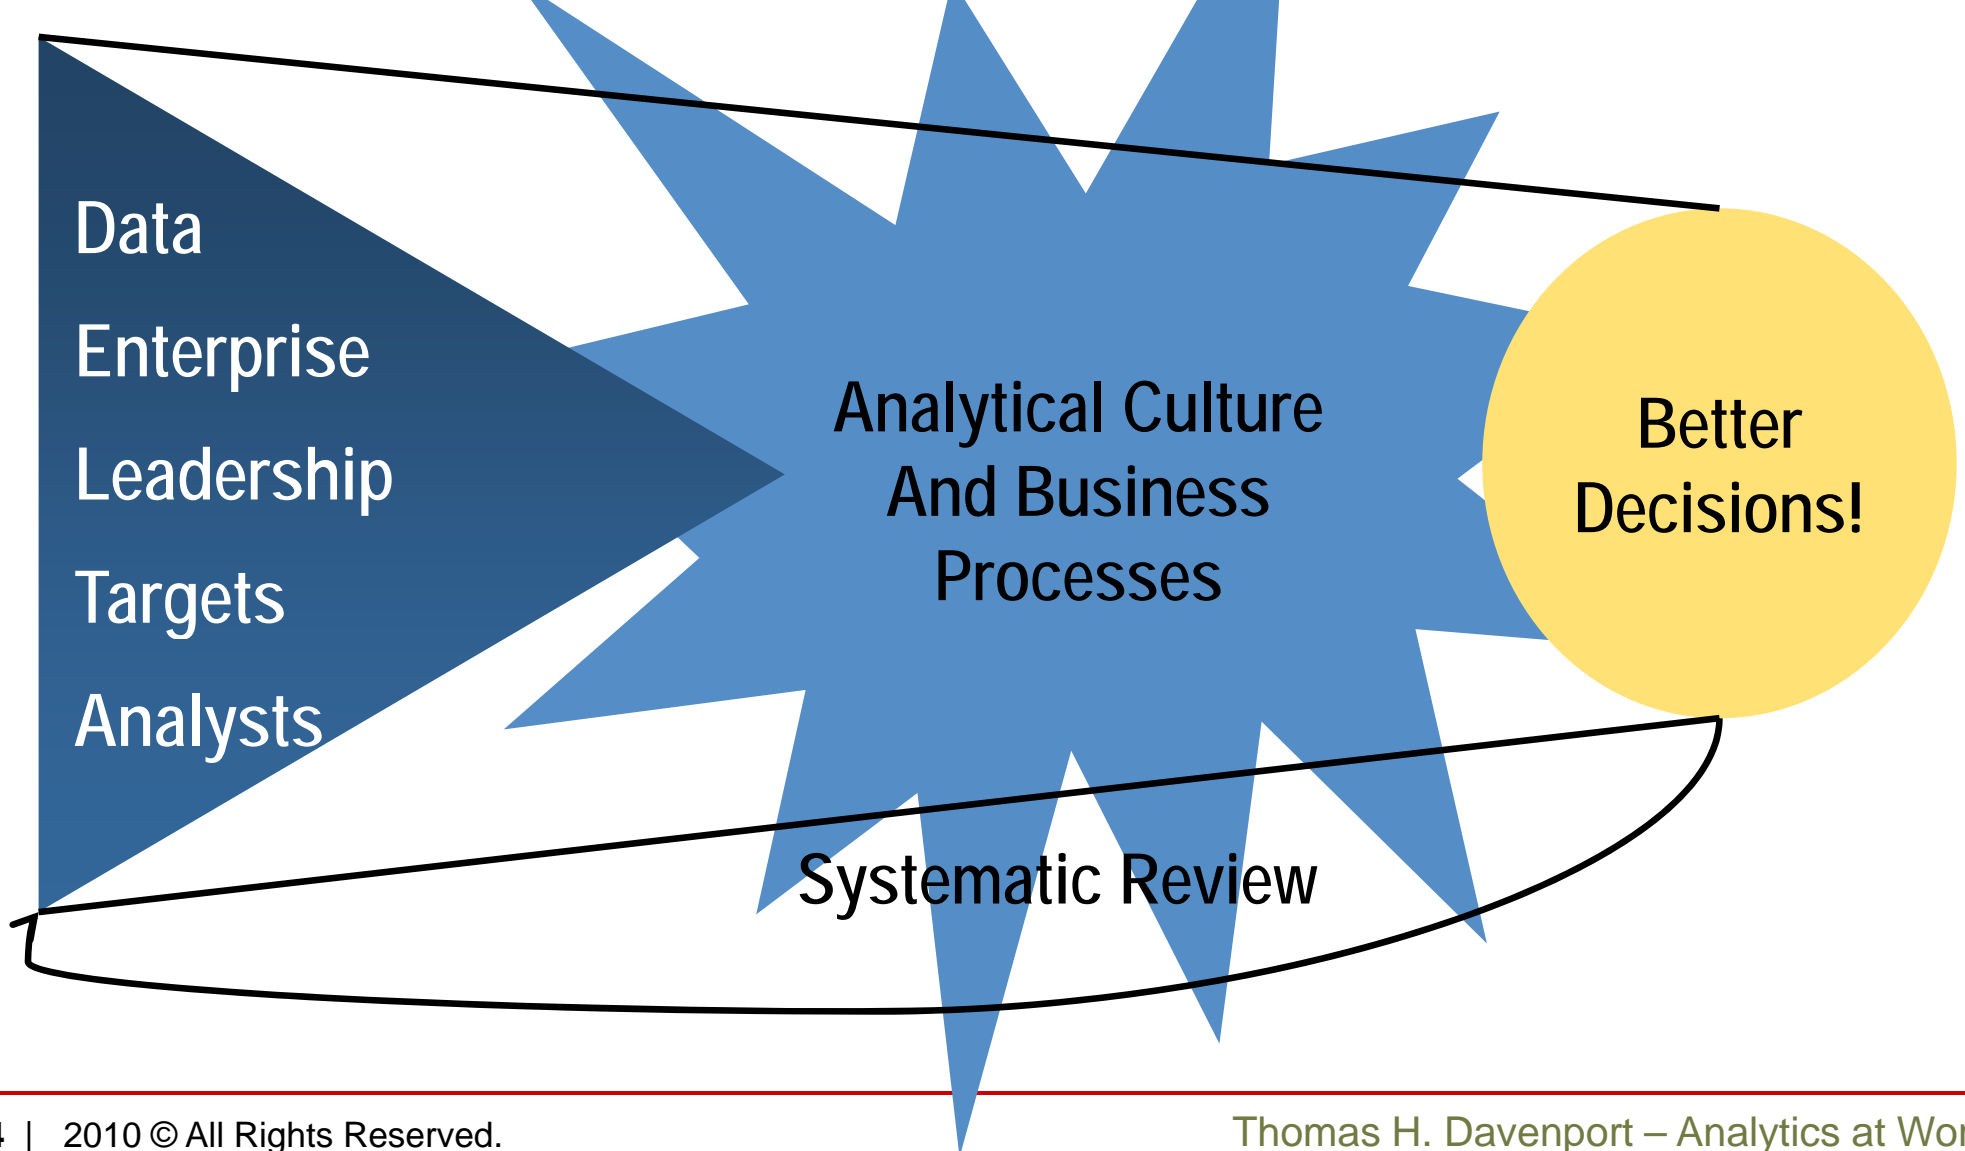 Data
Enterprise
Leadership
Targets
Analysts
Analytical Culture
And Business
Processes
Better
Decisions!
Systematic Review
4 | 2010 © All Rights Reserved.
Thomas H. Davenport – Analytics at